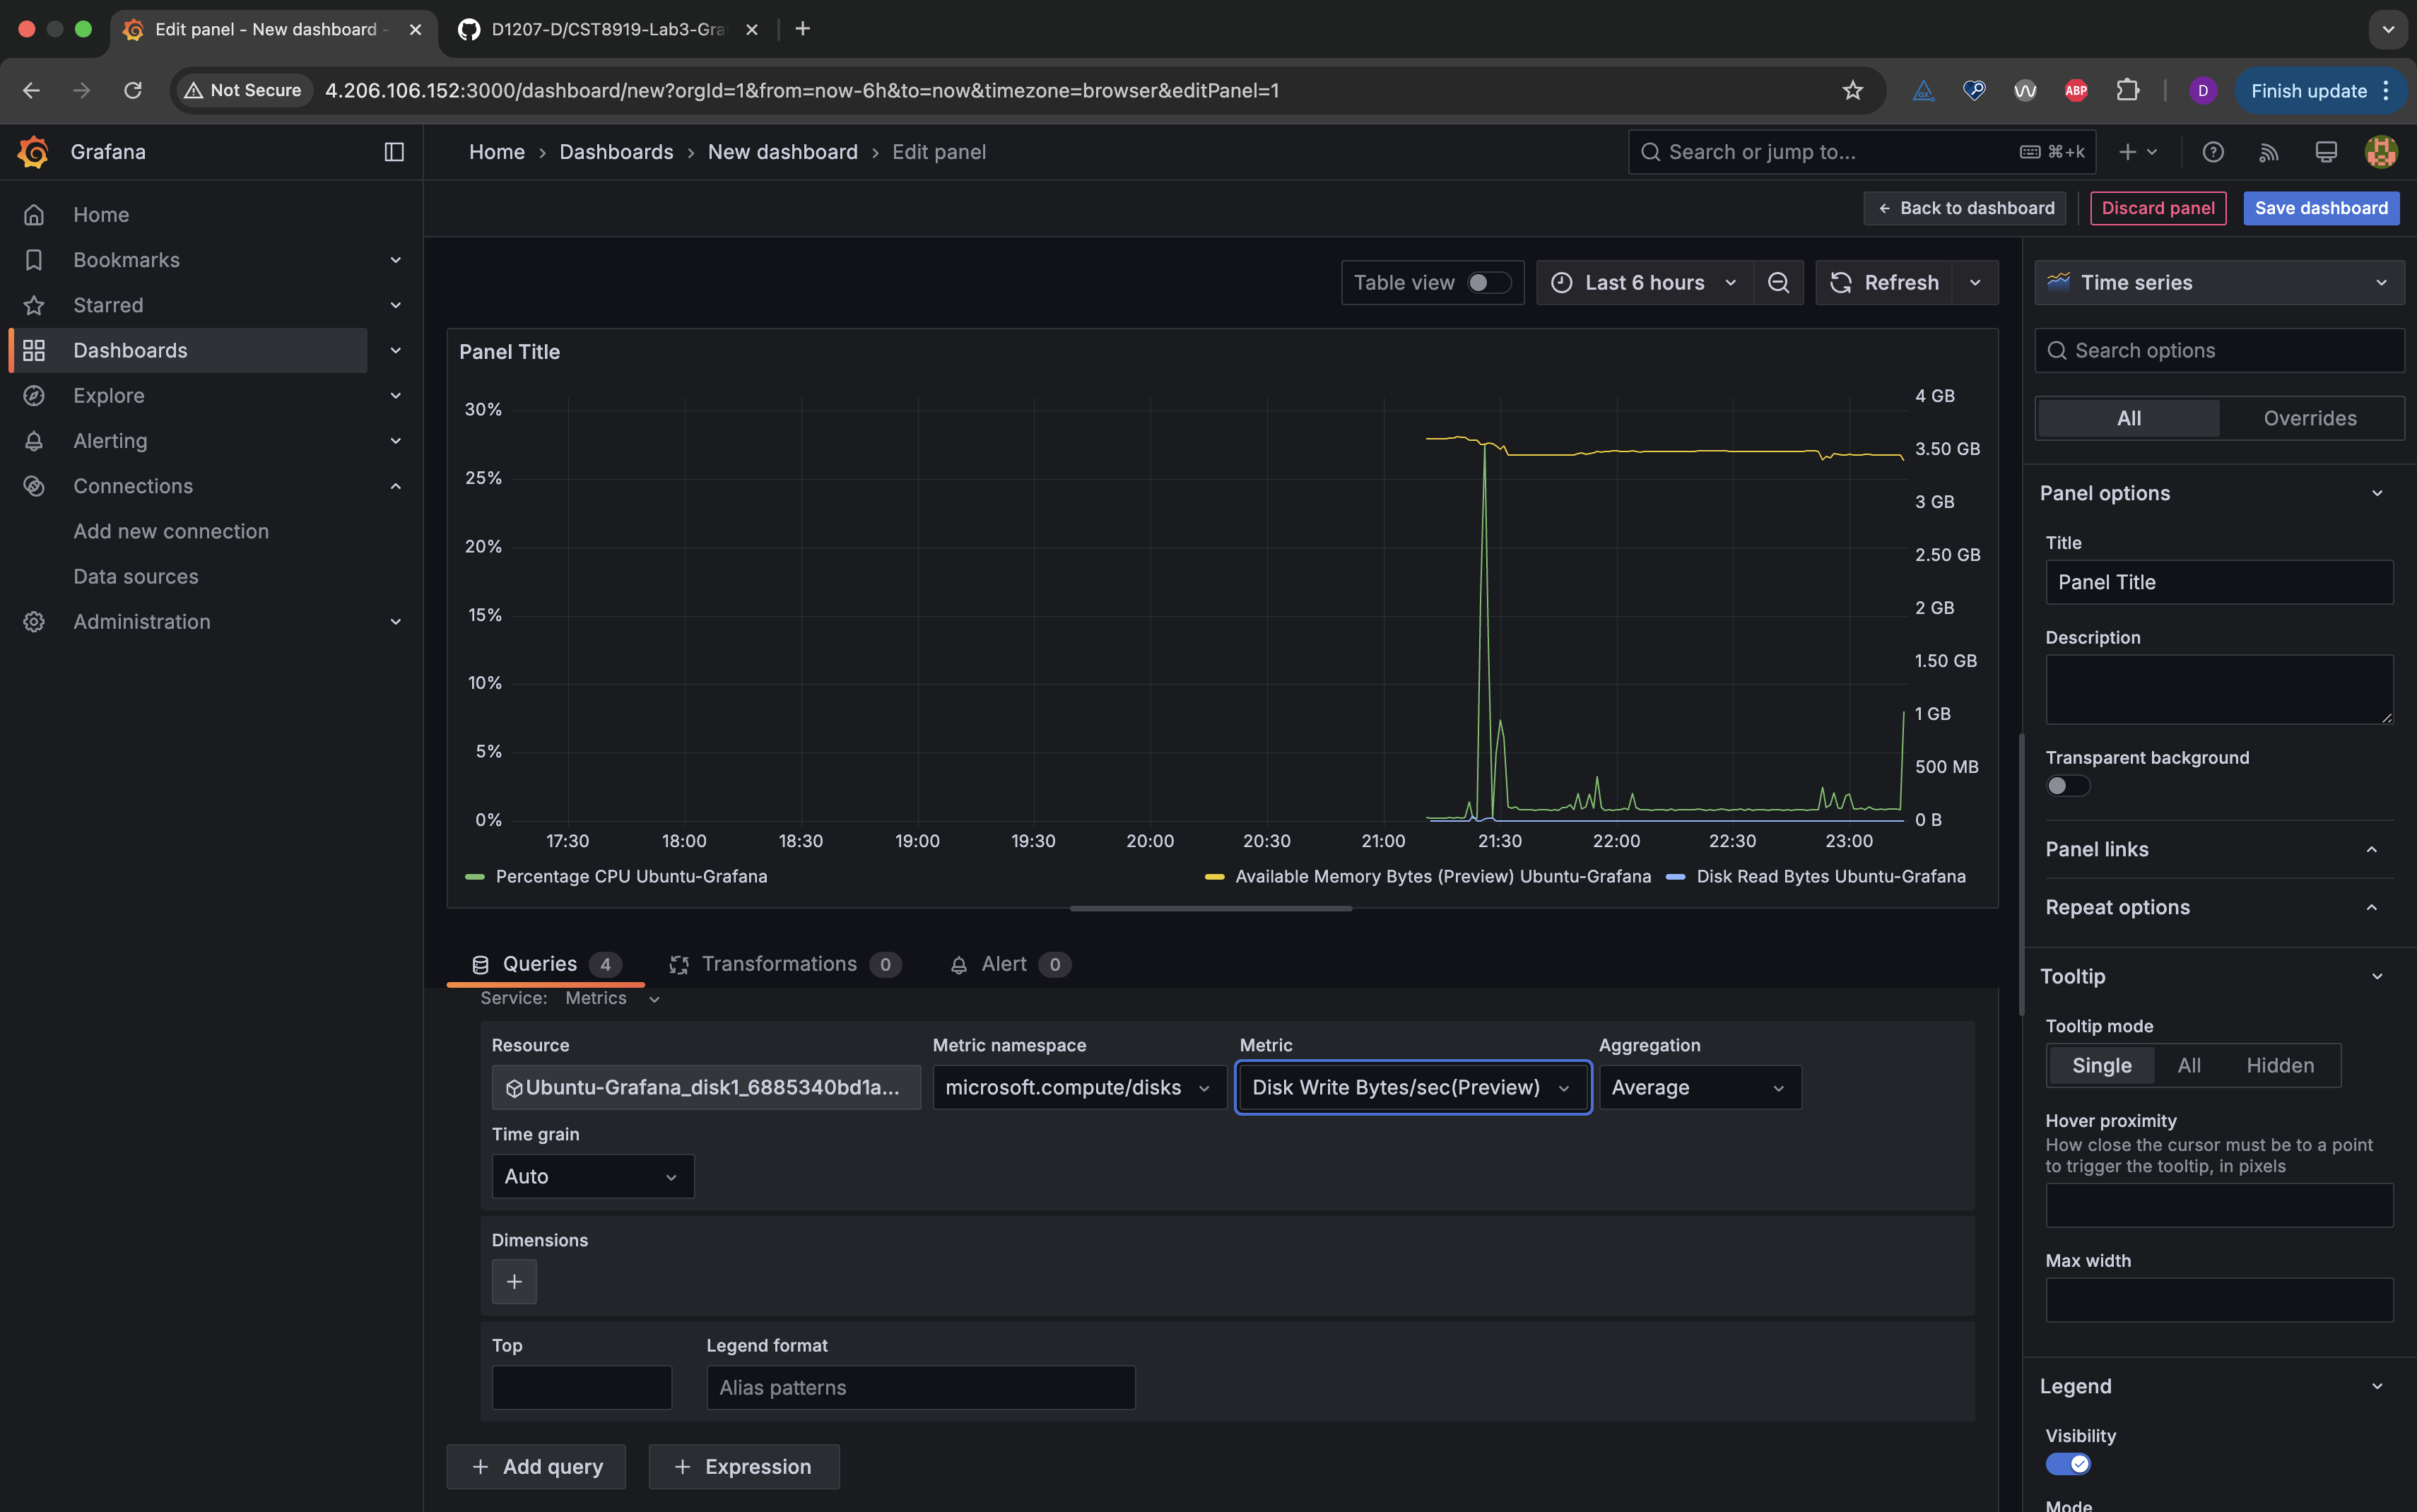 Edit panel - New dashboard -
D1207-D/CST8919-Lab3-Gra
Not Secure
4.206.106.152:3000/dashboard/new?orgId=1&from=now-6h&to=now&timezone=browser&editPanel=1
ABP
D
Finish update
Grafana
Home › Dashboards › New dashboard › Edit panel
Search or jump to...
⌘+k
Back to dashboard
Discard panel
Save dashboard
Home
Bookmarks
Starred
Dashboards
Explore
Alerting
Connections
Add new connection
Data sources
Administration
Table view
Last 6 hours
Refresh
Panel Title
30%
25%
20%
15%
10%
5%
0%
4 GB
3.50 GB
3 GB
2.50 GB
2 GB
1.50 GB
1 GB
500 MB
0 B
17:30 18:00 18:30 19:00 19:30 20:00 20:30 21:00 21:30 22:00 22:30 23:00
Percentage CPU Ubuntu-Grafana
Available Memory Bytes (Preview) Ubuntu-Grafana
Disk Read Bytes Ubuntu-Grafana
Queries 4
Transformations 0
Alert 0
Service: Metrics
Resource
Metric namespace
Metric
Aggregation
Ubuntu-Grafana_disk1_6885340bd1a...
microsoft.compute/disks
Disk Write Bytes/sec(Preview)
Average
Time grain
Auto
Dimensions
Top
Legend format
Alias patterns
+ Add query
+ Expression
Time series
Search options
All
Overrides
Panel options
Title
Panel Title
Description
Transparent background
Panel links
Repeat options
Tooltip
Tooltip mode
Single
All
Hidden
Hover proximity
How close the cursor must be to a point
to trigger the tooltip, in pixels
Max width
Legend
Visibility
Mode